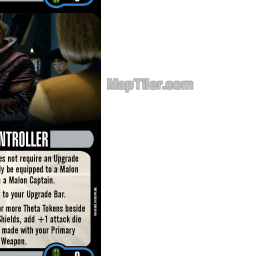 MapTiler.com
NTROLLER
es not require an Upgrade
ly be equipped to a Malon
a Malon Captain.
to your Upgrade Bar.
or more Theta Tokens beside
Shields, add +1 attack die
made with your Primary
Weapon.